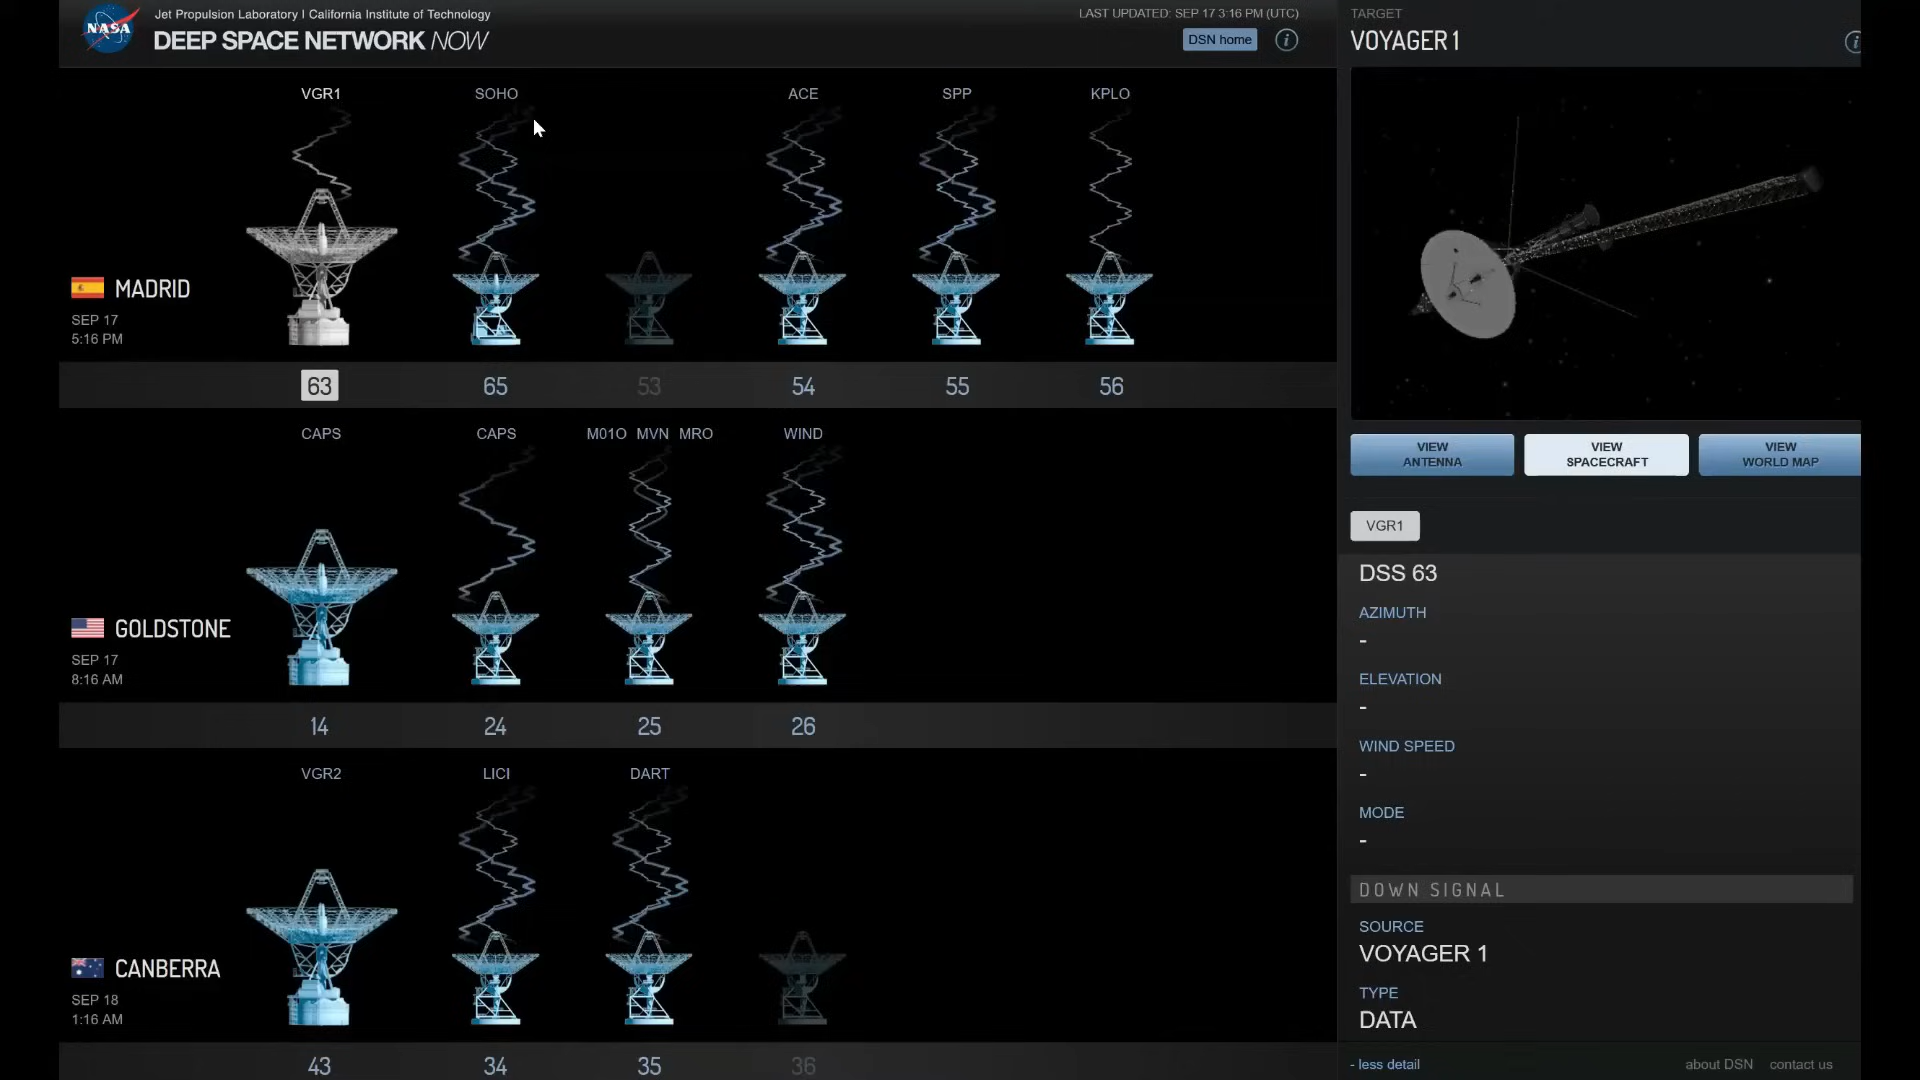 NASA
Jet Propulsion Laboratory | California Institute of Technology
DEEP SPACE NETWORK NOW
LAST UPDATED: SEP 17 3:16 PM (UTC)
DSN home
i
TARGET
VOYAGER 1
i
VGR1 SOHO ACE SPP KPLO
MADRID
SEP 17
5:16 PM
63 65 53 54 55 56
CAPS CAPS M01O MVN MRO WIND
GOLDSTONE
SEP 17
8:16 AM
14 24 25 26
VGR2 LICI DART
CANBERRA
SEP 18
1:16 AM
43 34 35 36
VIEW
ANTENNA
VIEW
SPACECRAFT
VIEW
WORLD MAP
VGR1
DSS 63
AZIMUTH
-
ELEVATION
-
WIND SPEED
-
MODE
-
DOWN SIGNAL
SOURCE
VOYAGER 1
TYPE
DATA
- less detail
about DSN contact us